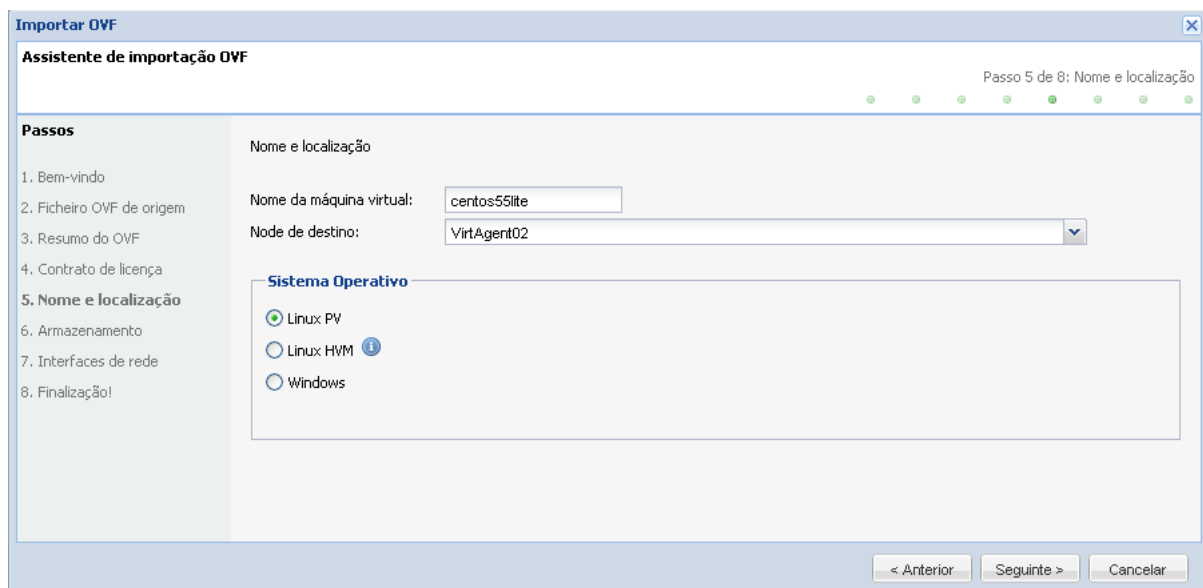 Importar OVF
Assistente de importação OVF
Passo 5 de 8: Nome e localização
Passos
1. Bem-vindo
2. Ficheiro OVF de origem
3. Resumo do OVF
4. Contrato de licença
5. Nome e localização
6. Armazenamento
7. Interfaces de rede
8. Finalização!
Nome e localização
Nome da máquina virtual: centos55lite
Node de destino: VirtAgent02
Sistema Operativo
Linux PV
Linux HVM
Windows
< Anterior Seguinte > Cancelar